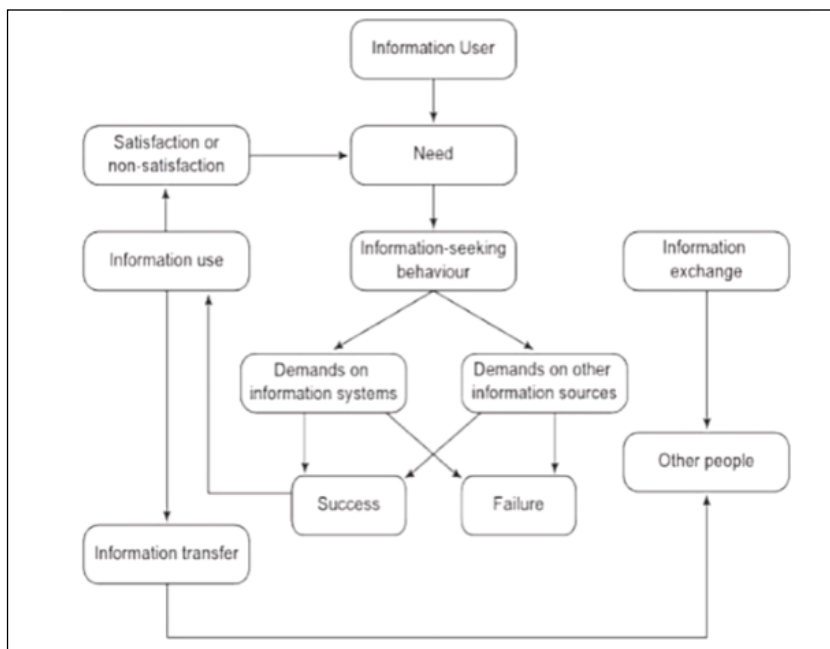 Information User
Satisfaction or
non-satisfaction
Need
Information use
Information-seeking
behaviour
Information
exchange
Demands on
information systems
Demands on other
information sources
Other people
Success
Failure
Information transfer